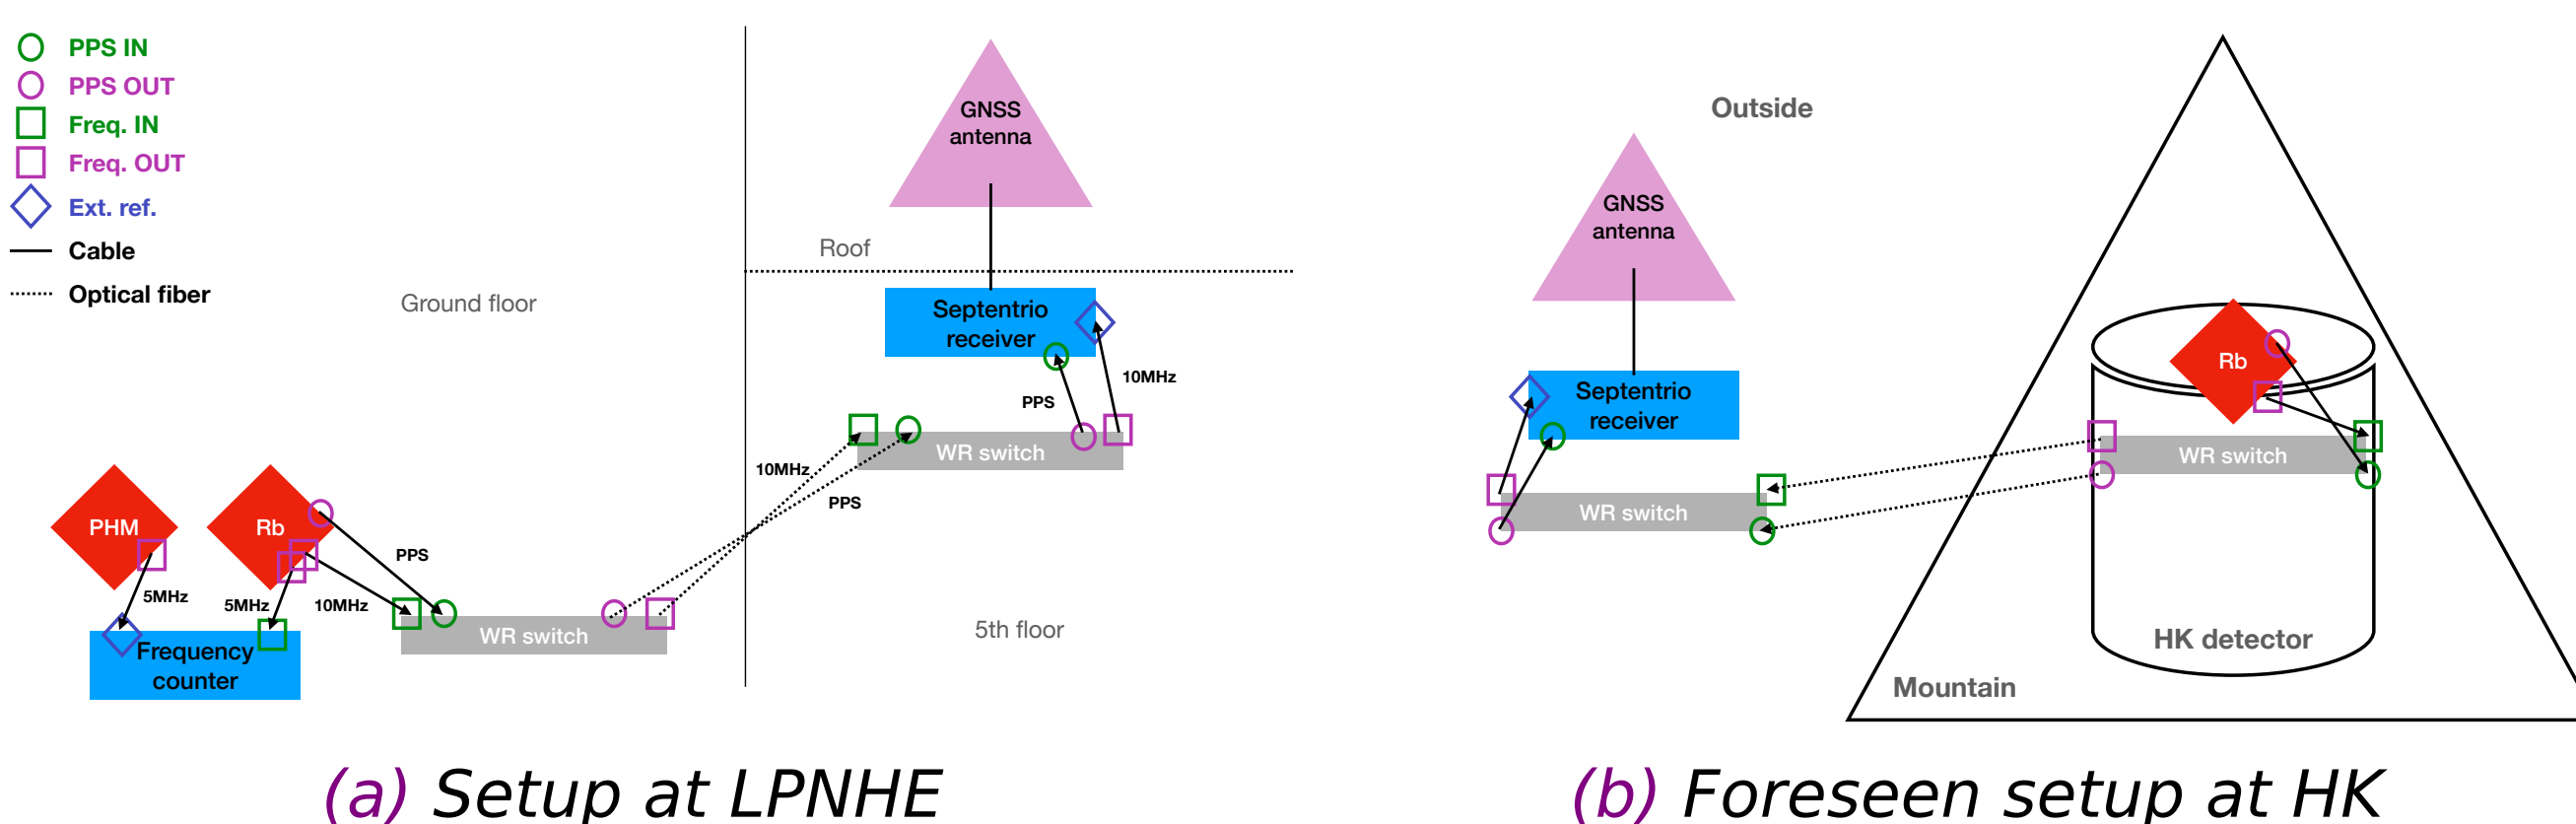 PPS IN
PPS OUT
Freq. IN
Freq. OUT
Ext. ref.
Cable
Optical fiber
Ground floor
PHM
Rb
5MHz
5MHz
10MHz
PPS
Frequency
counter
WR switch
GNSS
antenna
Roof
Septentrio
receiver
PPS
10MHz
WR switch
10MHz
PPS
5th floor
(a) Setup at LPNHE
Outside
GNSS
antenna
Septentrio
receiver
WR switch
Rb
WR switch
HK detector
Mountain
(b) Foreseen setup at HK